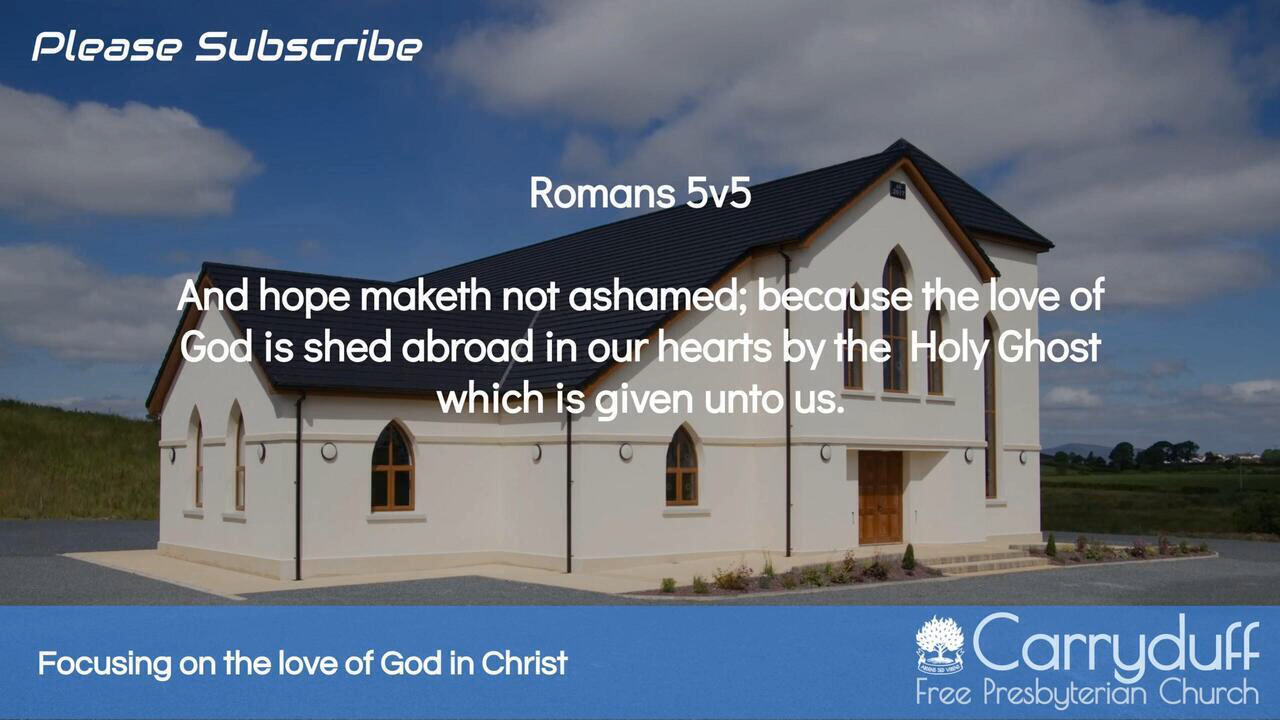 Please Subscribe
Romans 5v5
And hope maketh not ashamed; because the love of
God is shed abroad in our hearts by the Holy Ghost
which is given unto us.
Focusing on the love of God in Christ
Carryduff
Free Presbyterian Church